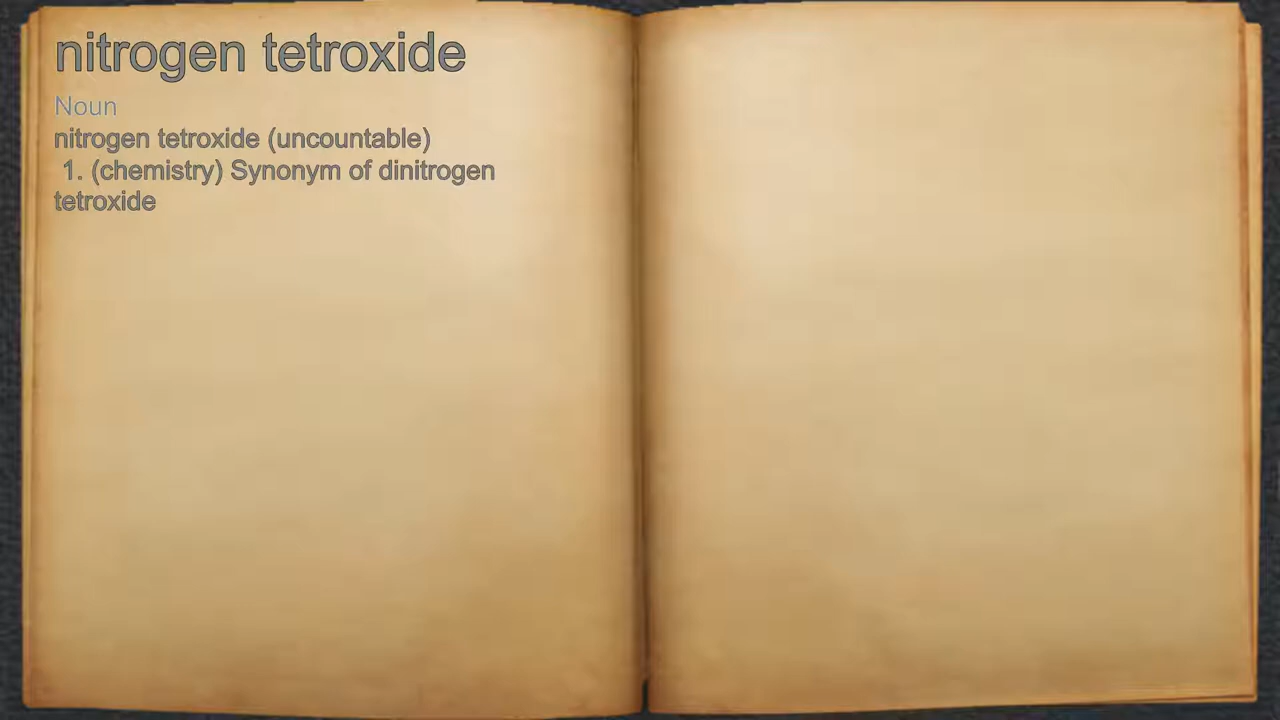 nitrogen tetroxide
Noun
nitrogen tetroxide (uncountable)
1. (chemistry) Synonym of dinitrogen
tetroxide